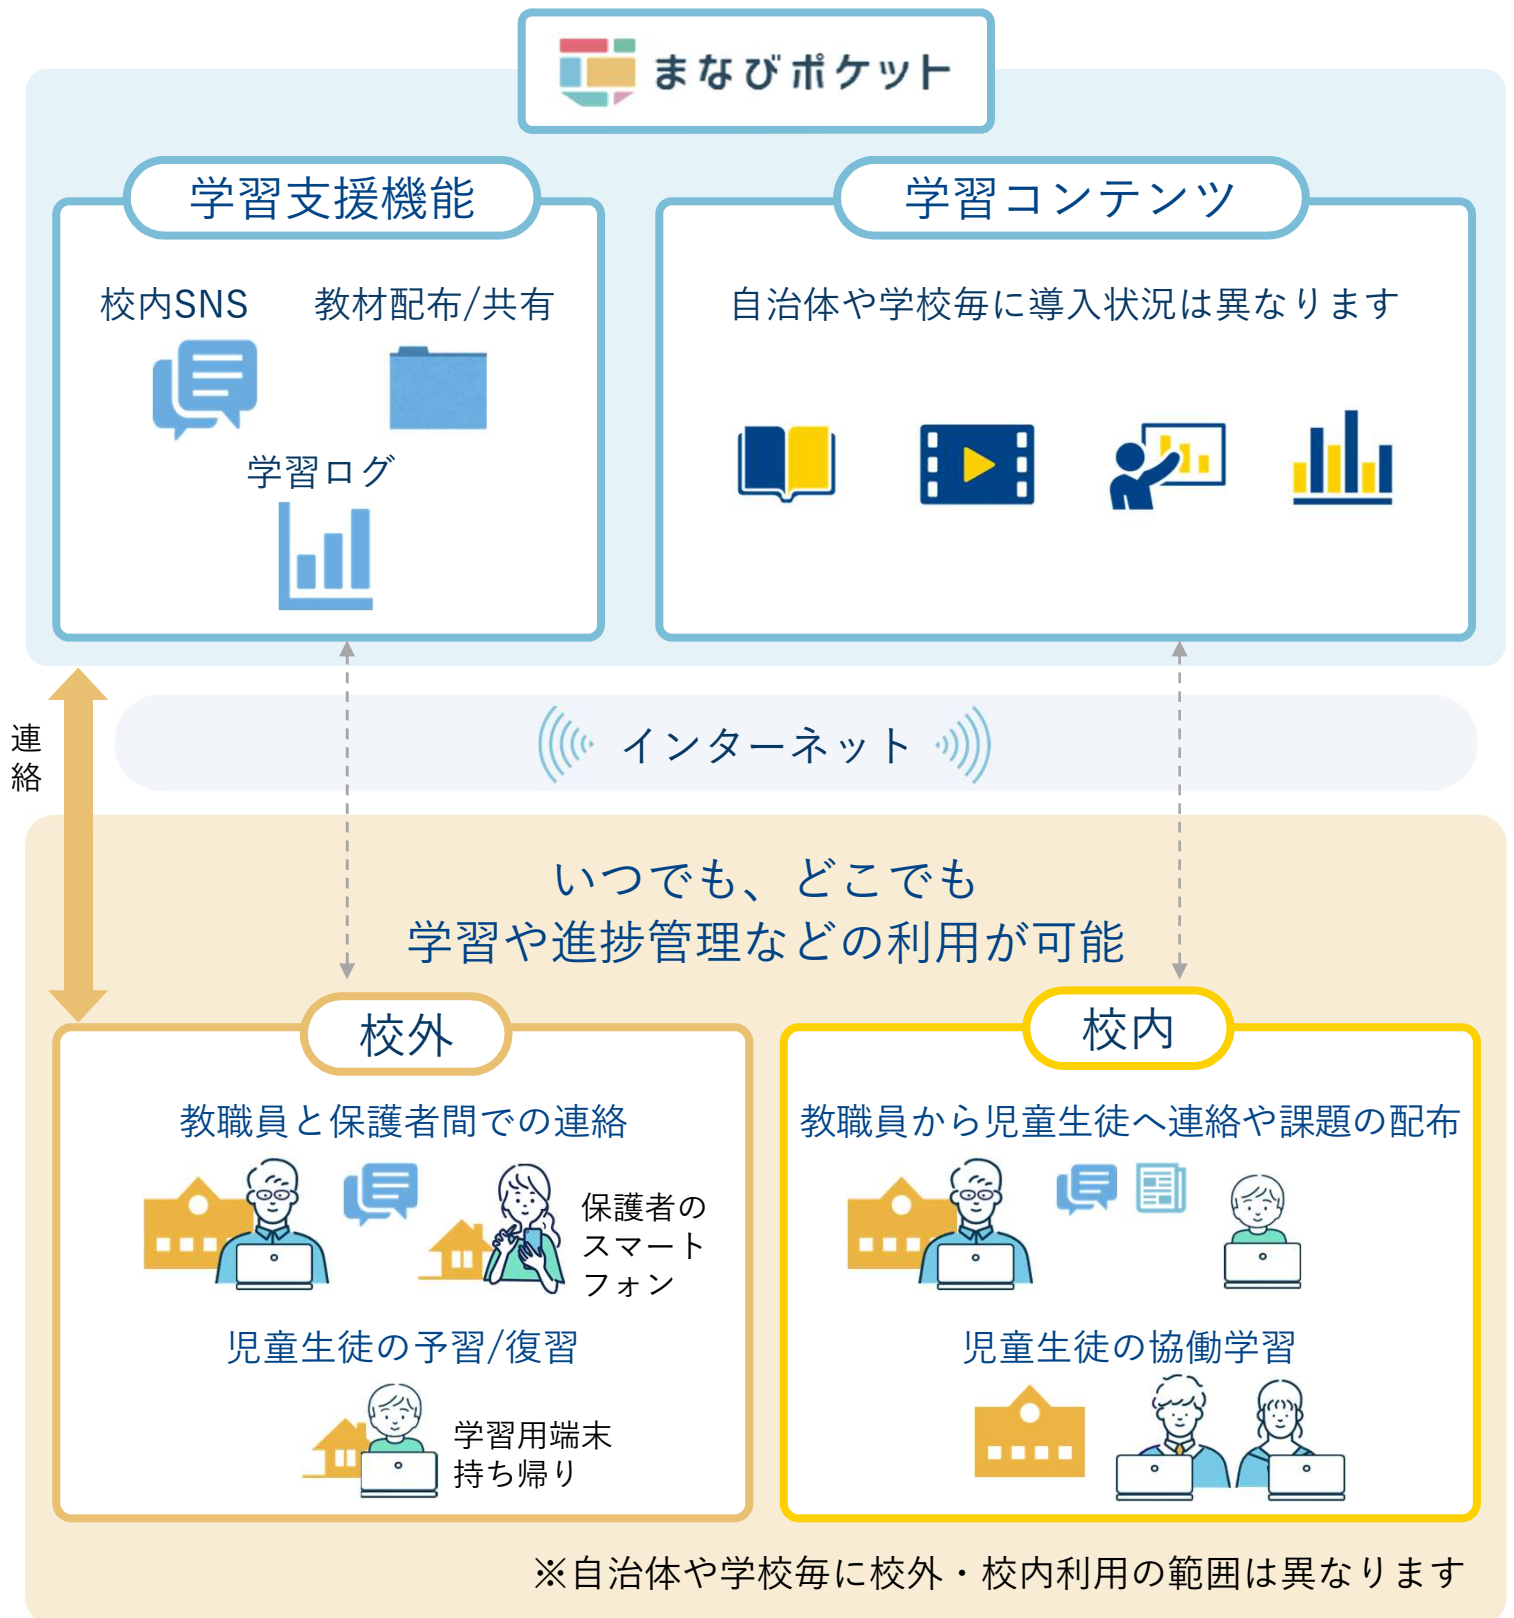 まなびポケット
学習支援機能
学習コンテンツ
校内SNS
教材配布/共有
学習ログ
自治体や学校毎に導入状況は異なります
連
絡
インターネット
いつでも、どこでも
学習や進捗管理などの利用が可能
校外
教職員と保護者間での連絡
保護者の
スマート
フォン
児童生徒の予習/復習
学習用端末
持ち帰り
校内
教職員から児童生徒へ連絡や課題の配布
児童生徒の協働学習
※自治体や学校毎に校外・校内利用の範囲は異なります